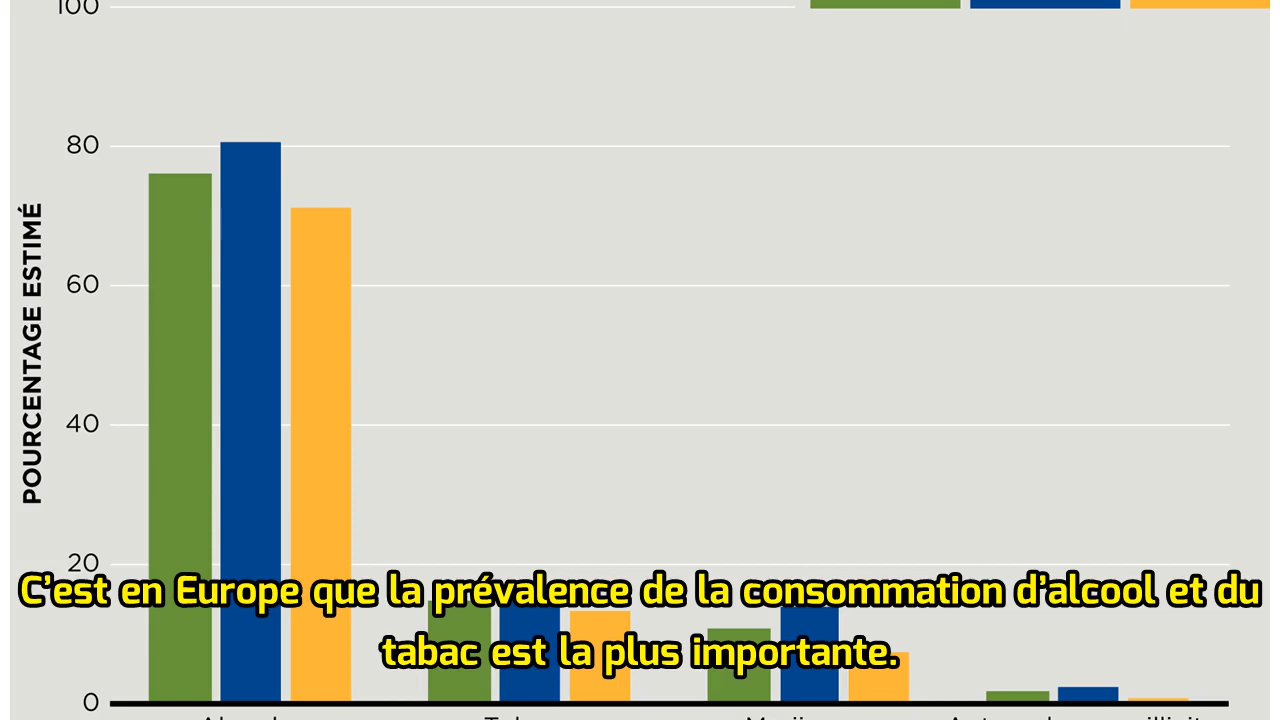 100
80
60
40
20
0
POURCENTAGE ESTIMÉ
C’est en Europe que la prévalence de la consommation d’alcool et du
tabac est la plus importante.